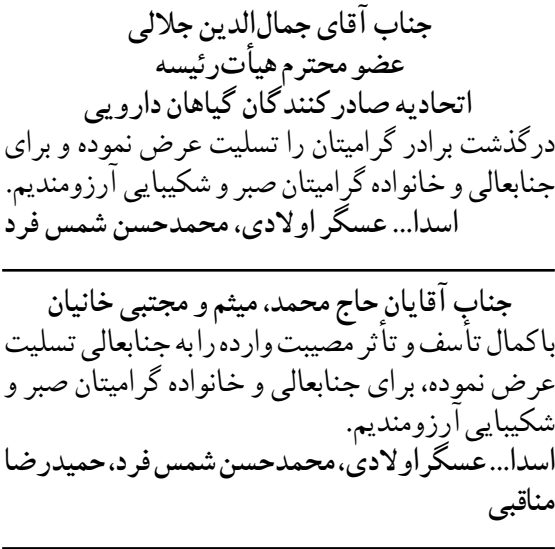 جناب آقای جمال‌الدین جلالی
عضو محترم هیأت‌رئیسه
اتحادیه صادرکنندگان گیاهان دارویی
درگذشت برادر گرامیتان را تسلیت عرض نموده و برای
جنابعالی و خانواده گرامیتان صبر و شکیبایی آرزومندیم.
اسدا... عسگر اولادی، محمدحسن شمس فرد
جناب آقایان حاج محمد، میثم و مجتبی خانیان
باکمال تأسف و تأثر مصیبت وارده را به جنابعالی تسلیت
عرض نموده، برای جنابعالی و خانواده گرامیتان صبر و
شکیبایی آرزومندیم.
اسدا... عسگراولادی، محمدحسن شمس فرد، حمیدرضا
مناقبی